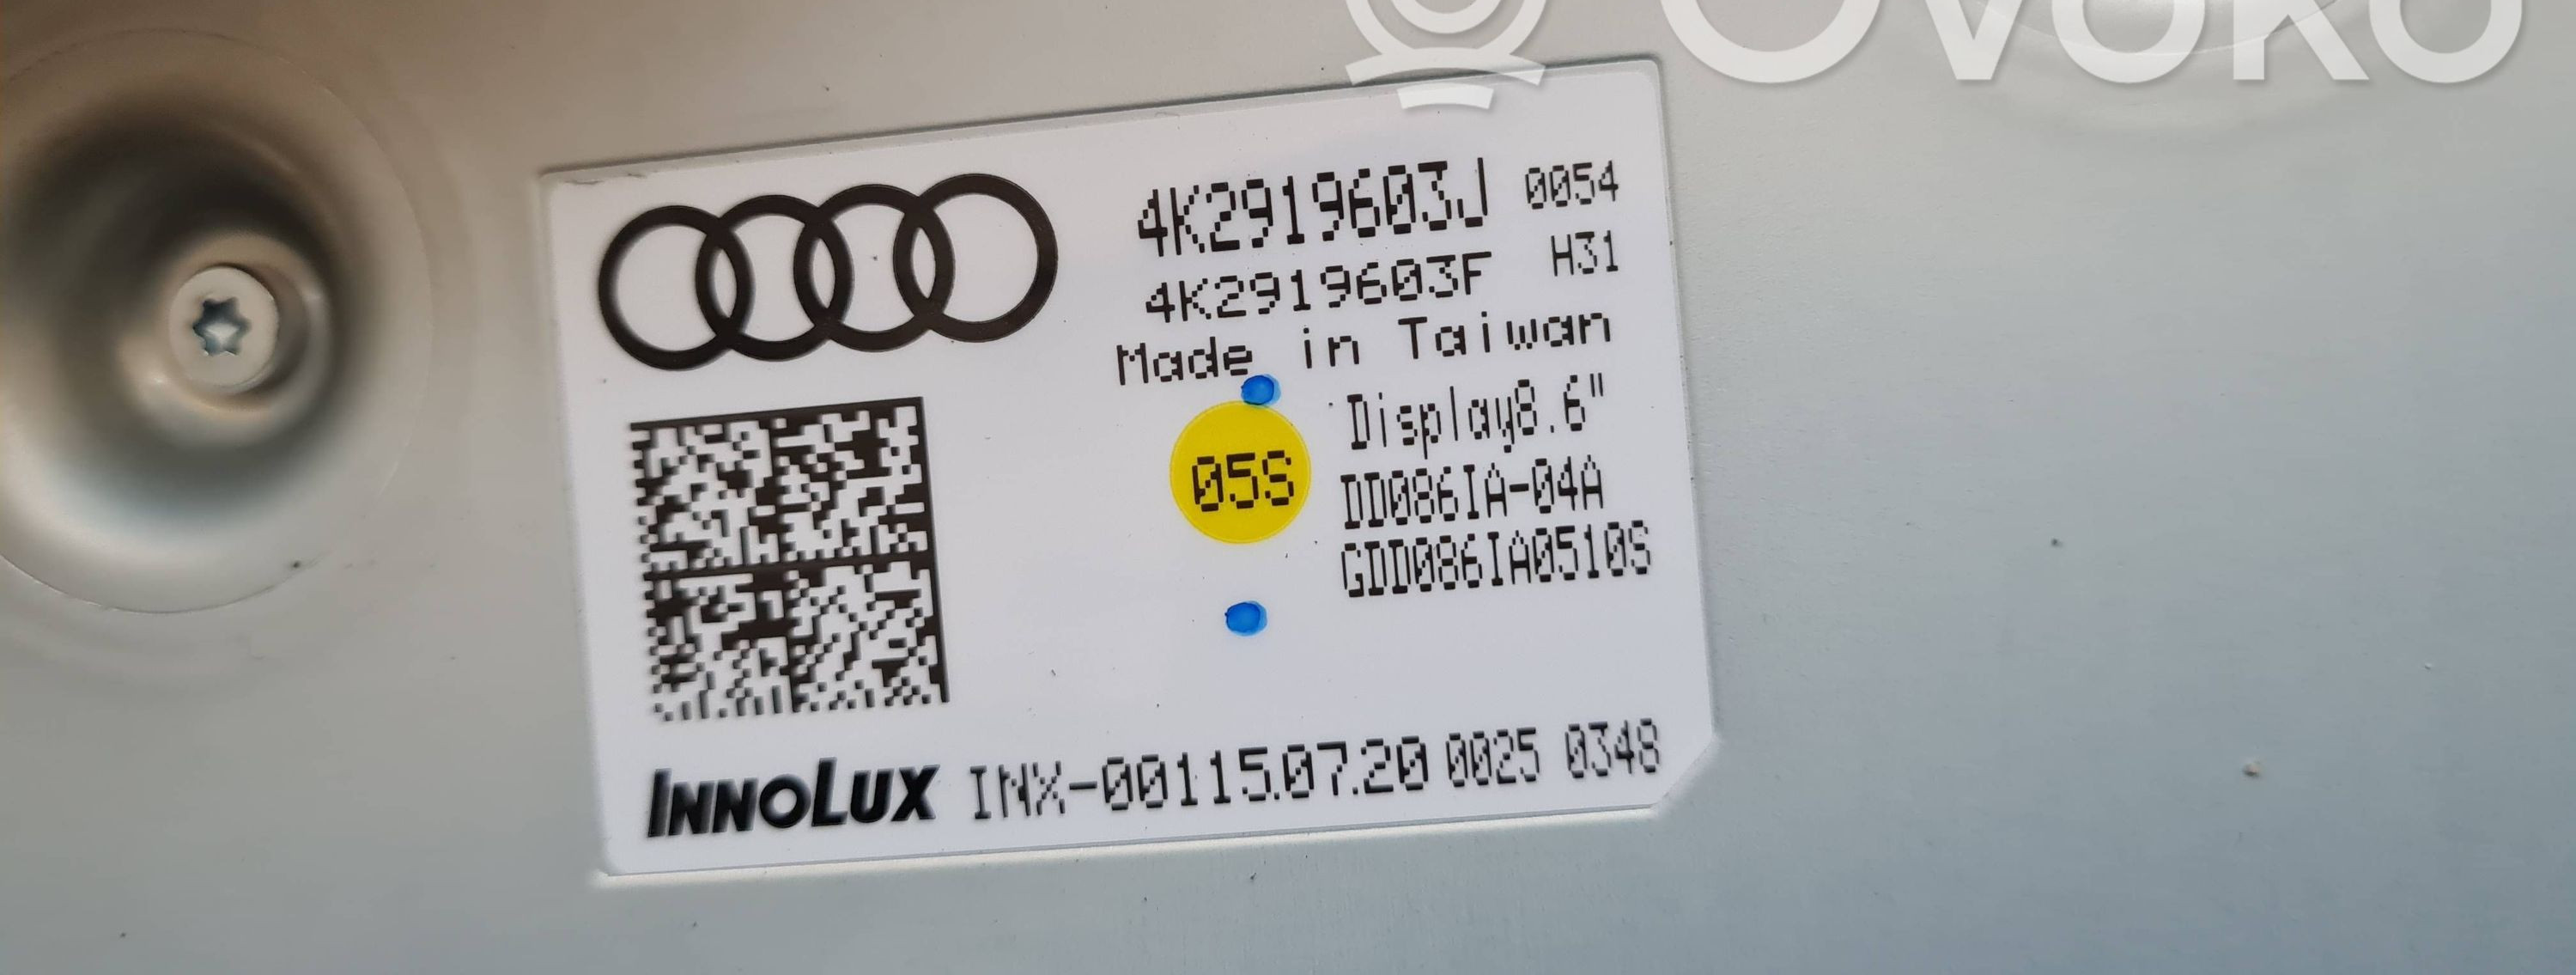 OVOKO
4K2919603J 0054
4K2919603F H31
Made in Taiwan
Display8.6"
05S
DD086IA-04A
GDD086IA0510S
INNOLUX INX-00115.07.20 0025 0348